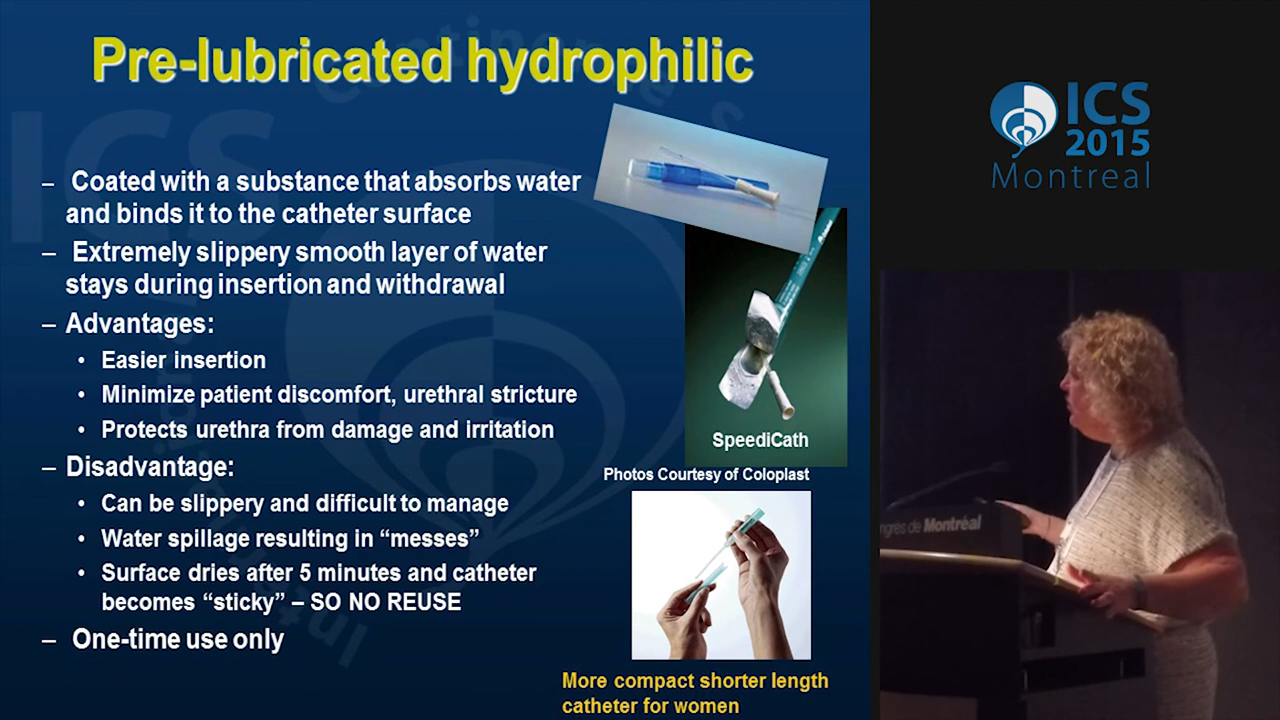 Pre-lubricated hydrophilic
– Coated with a substance that absorbs water
and binds it to the catheter surface
– Extremely slippery smooth layer of water
stays during insertion and withdrawal
– Advantages:
• Easier insertion
• Minimize patient discomfort, urethral stricture
• Protects urethra from damage and irritation
– Disadvantage:
• Can be slippery and difficult to manage
• Water spillage resulting in “messes”
• Surface dries after 5 minutes and catheter
becomes “sticky” – SO NO REUSE
– One-time use only
SpeediCath
Photos Courtesy of Coloplast
More compact shorter length
catheter for women
ICS
2015
Montreal
ngrès de Montréal
ICS